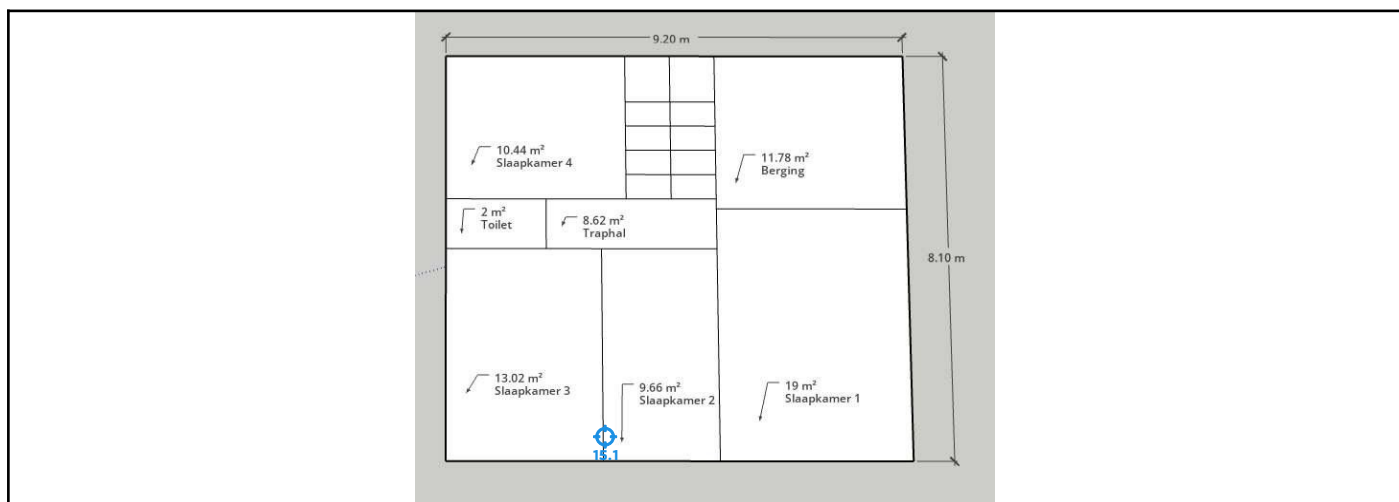 9.20 m
10.44 m²
Slaapkamer 4
11.78 m²
Berging
2 m²
Toilet
8.62 m²
Traphal
8.10 m
13.02 m²
Slaapkamer 3
9.66 m²
Slaapkamer 2
19 m²
Slaapkamer 1
15.1